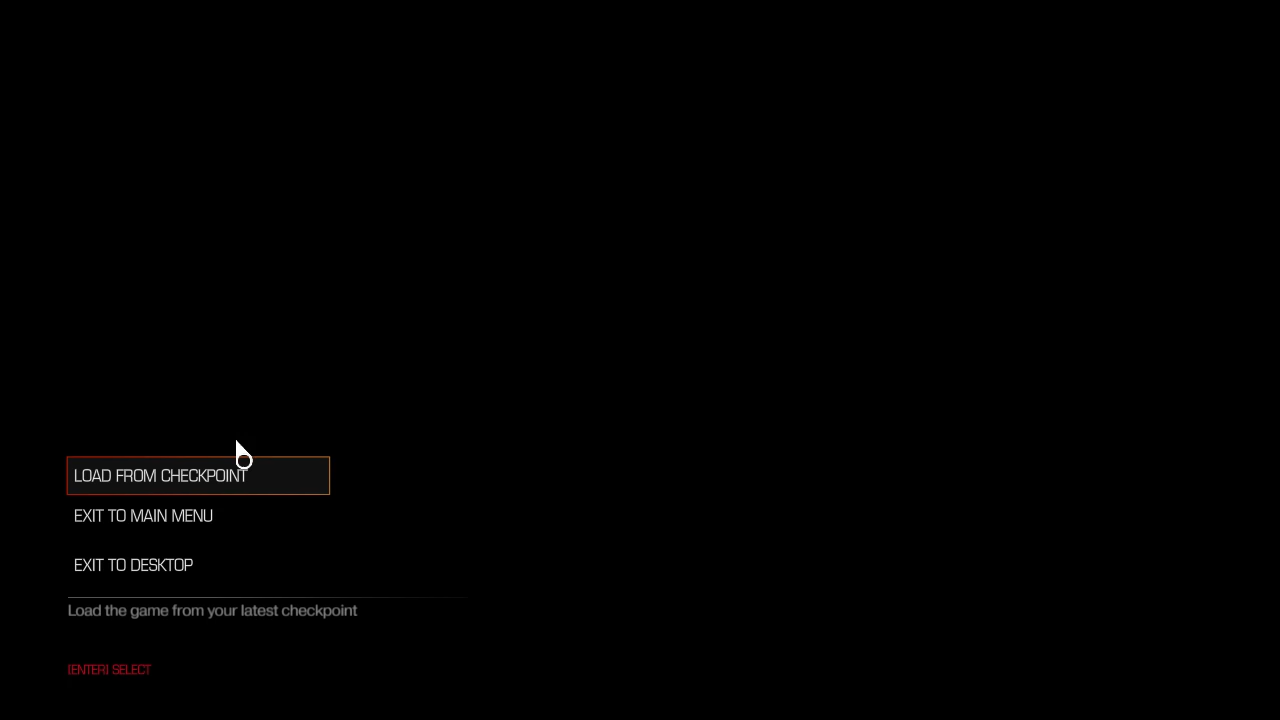 LOAD FROM CHECKPOINT
EXIT TO MAIN MENU
EXIT TO DESKTOP
Load the game from your latest checkpoint
[ENTER] SELECT